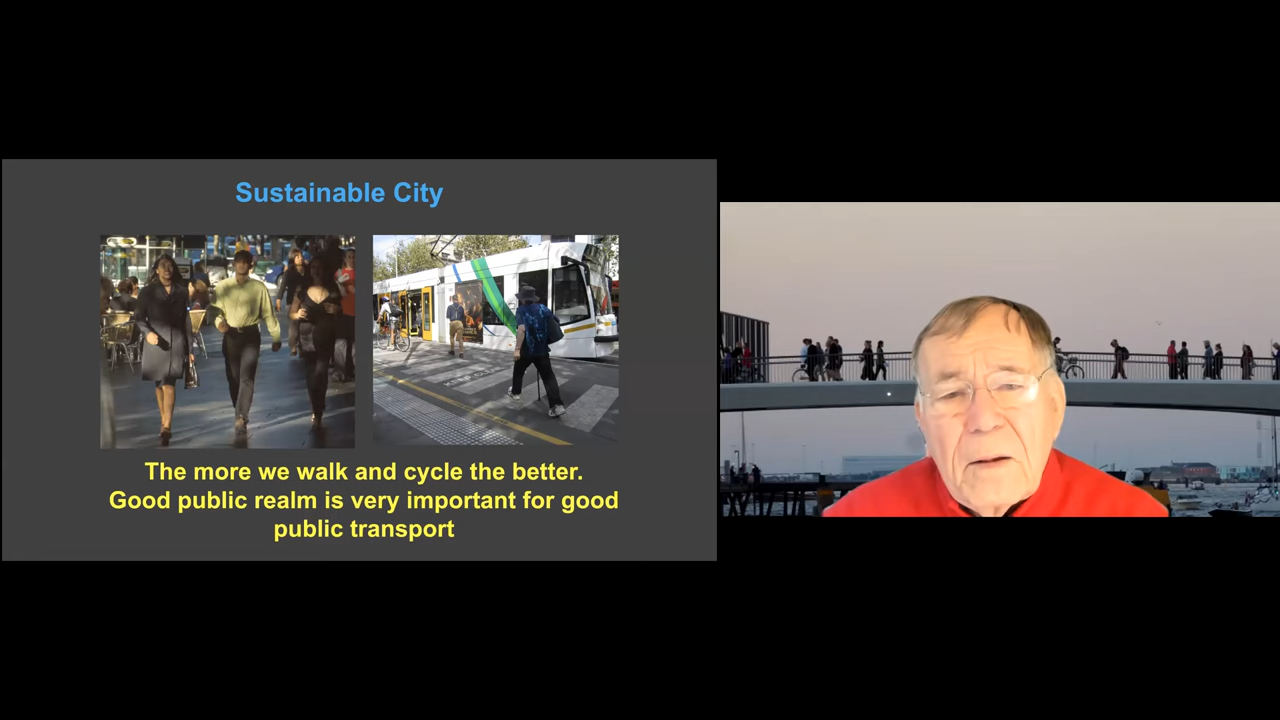 Sustainable City
The more we walk and cycle the better.
Good public realm is very important for good
public transport